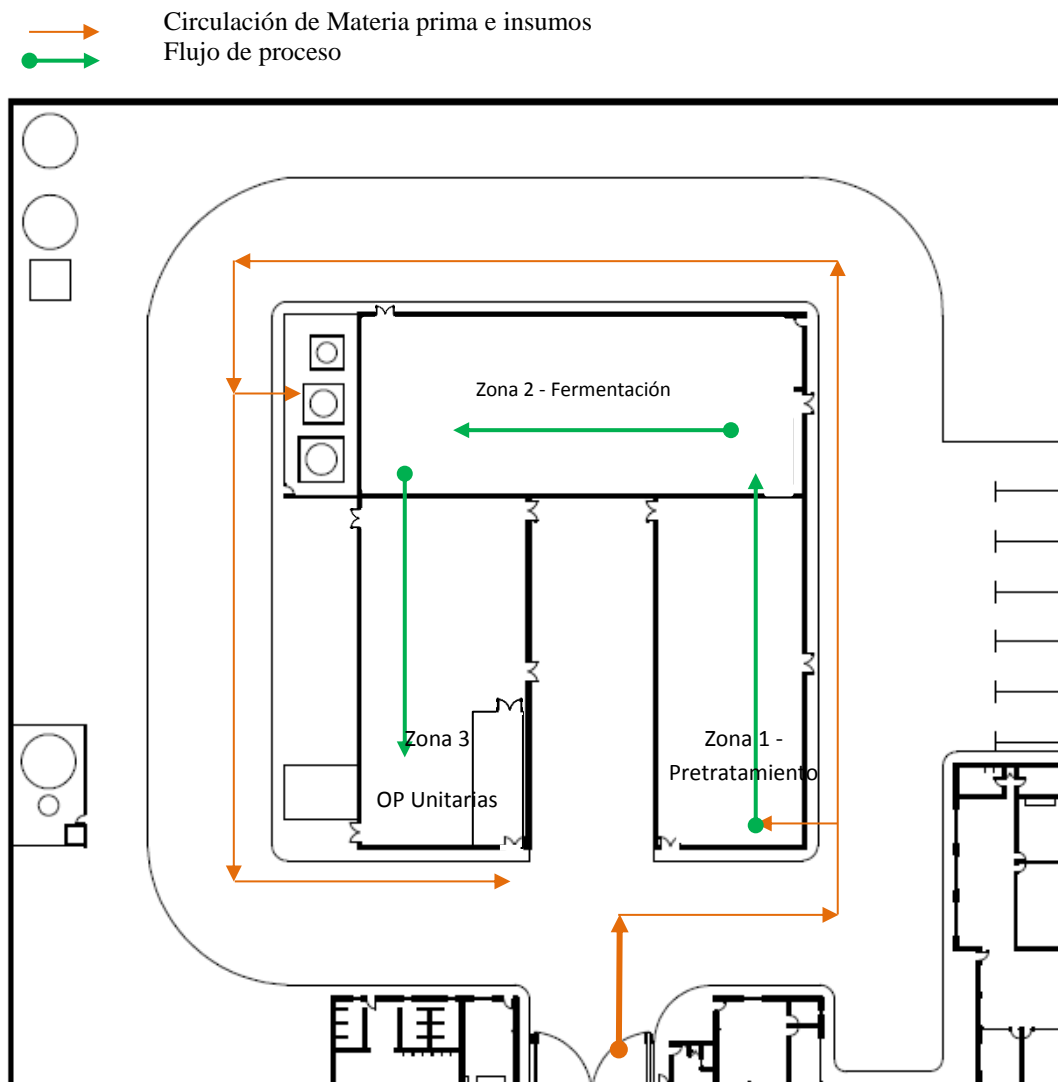 Circulación de Materia prima e insumos
Flujo de proceso
Zona 2 - Fermentación
Zona 3
OP Unitarias
Zona 1 -
Pretratamiento